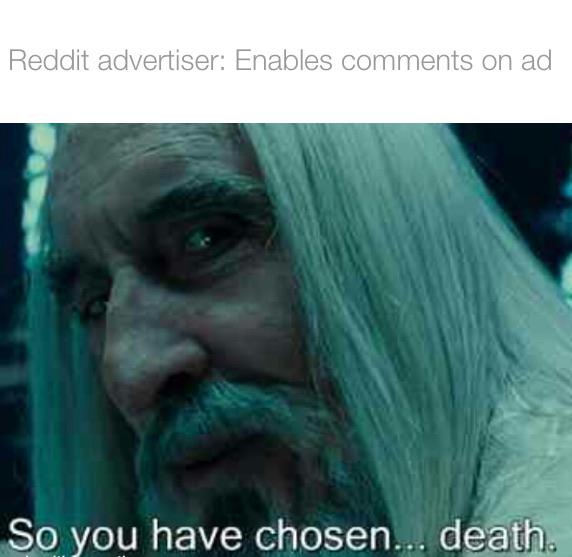 Reddit advertiser: Enables comments on ad
So you have chosen... death.